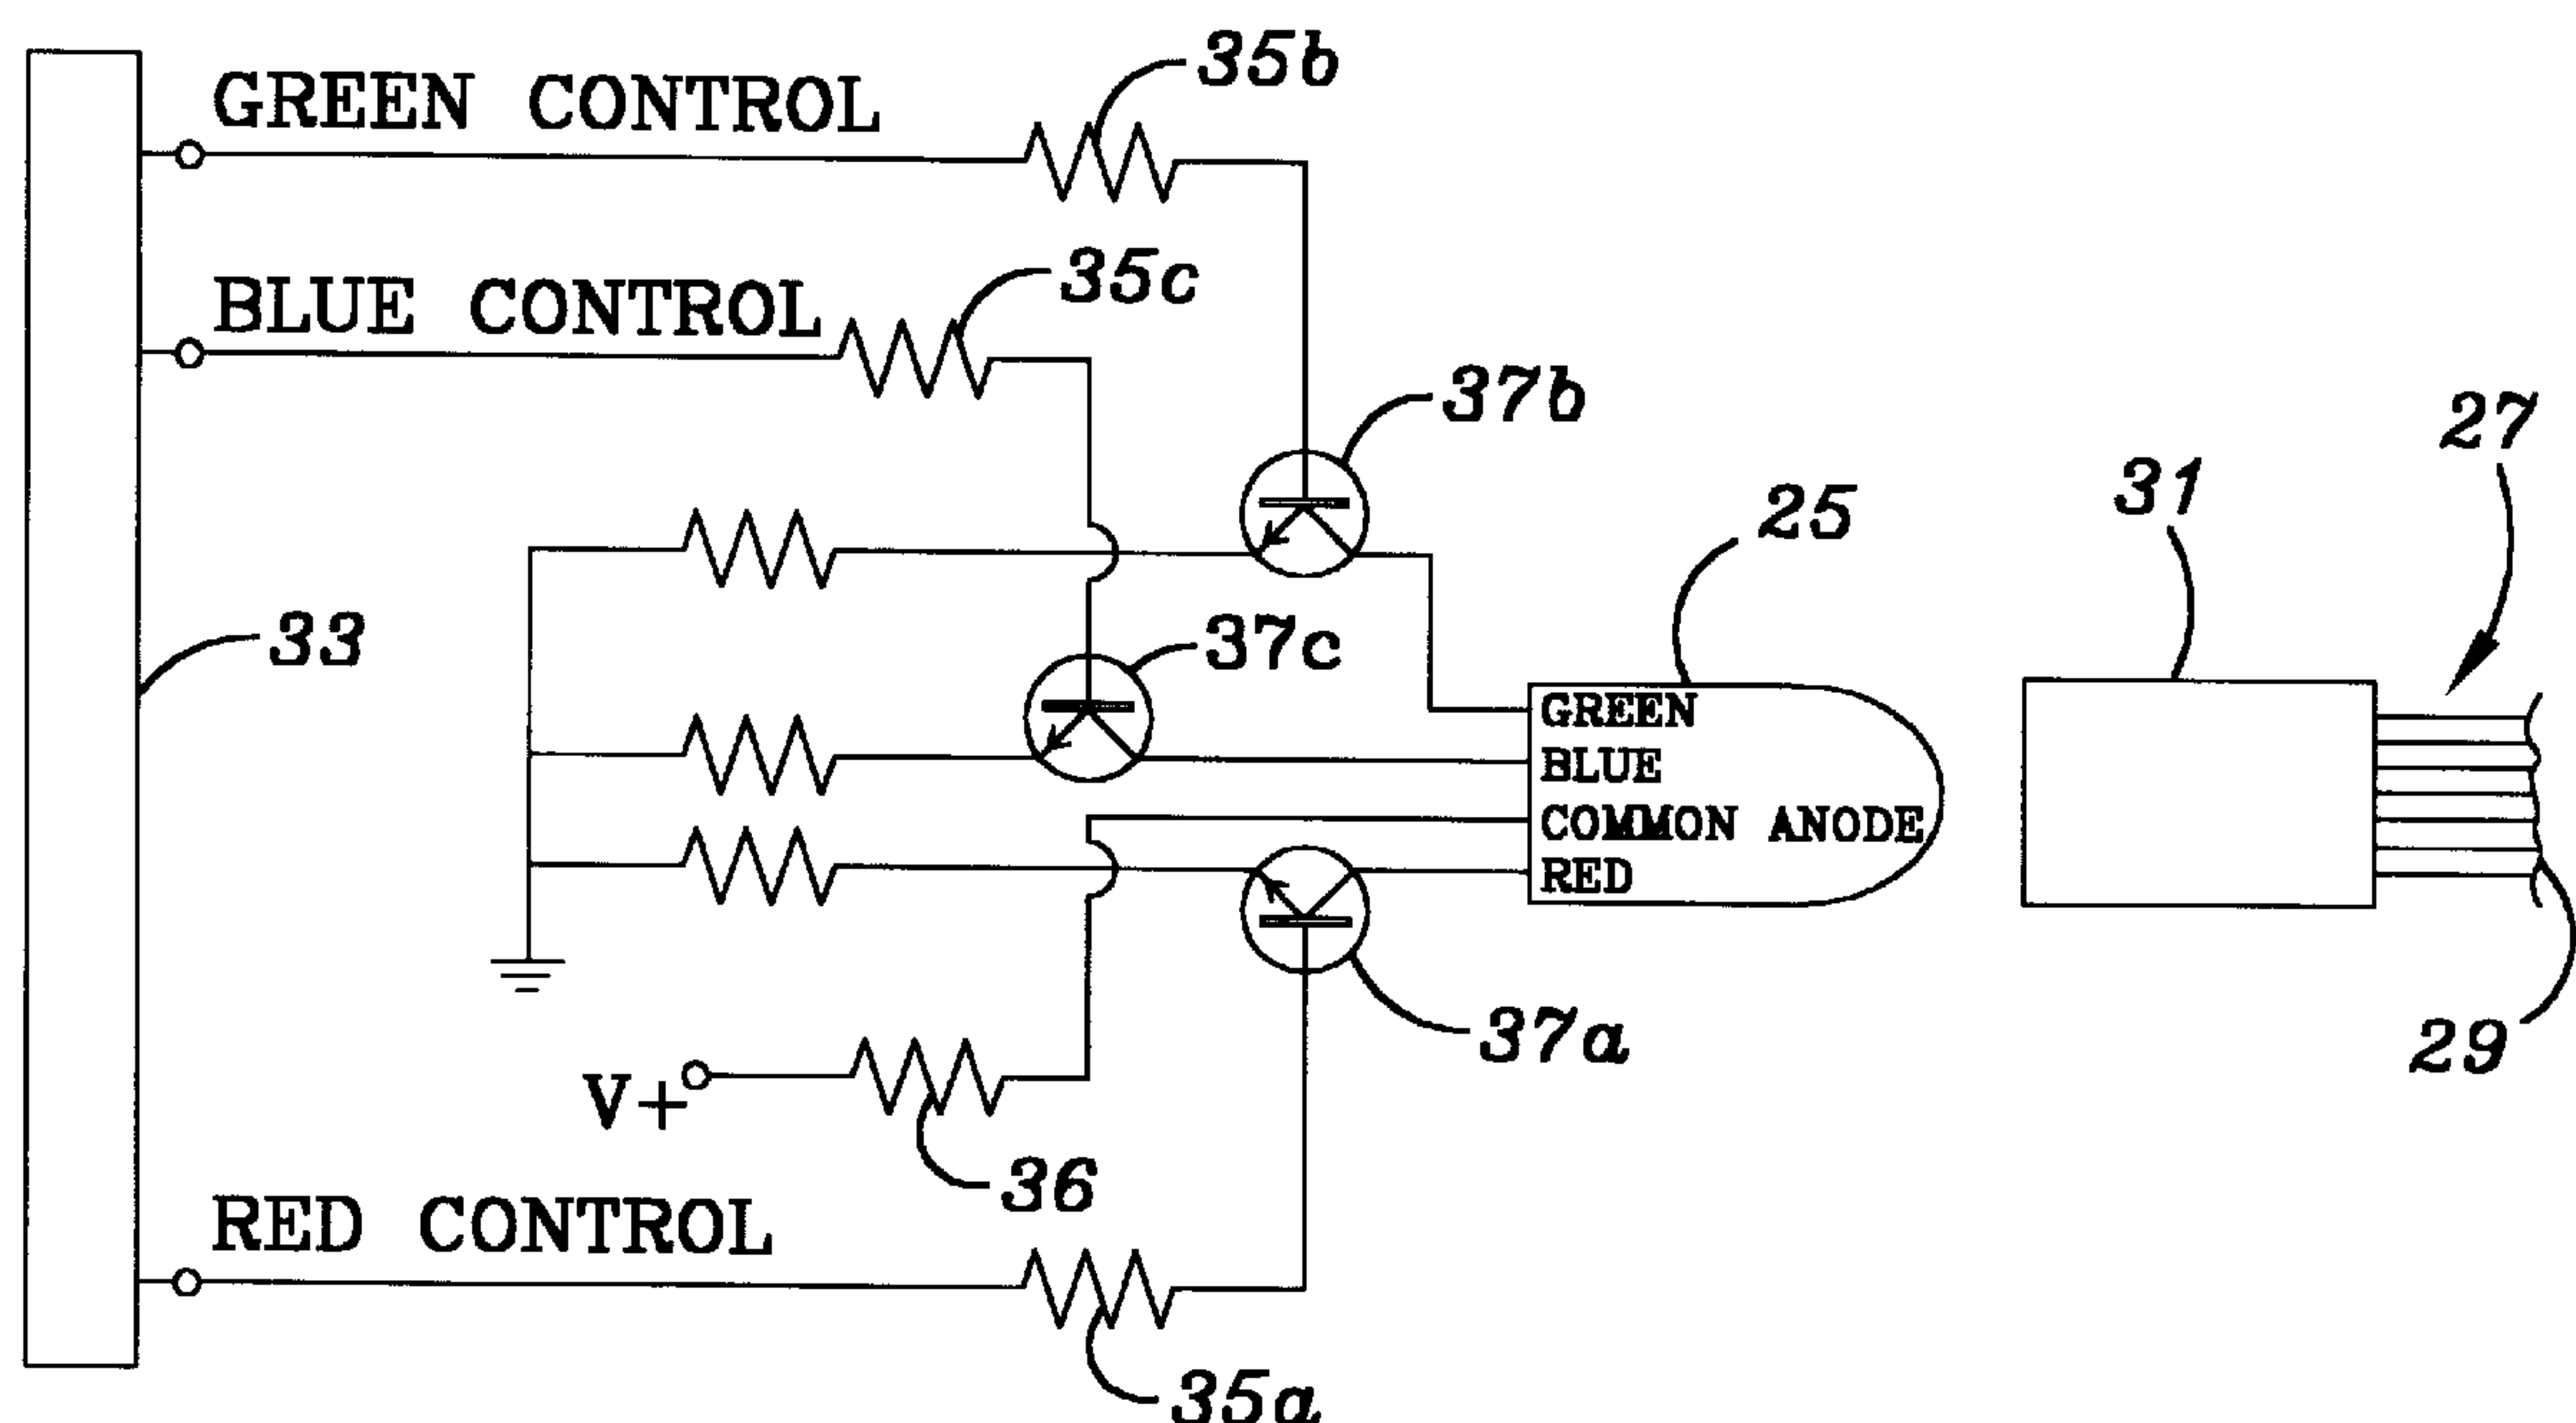 35b
GREEN CONTROL
35c
BLUE CONTROL
37b
27
31
25
33
37c
GREEN
BLUE
COMMON ANODE
RED
37a
29
V+
36
RED CONTROL
35a